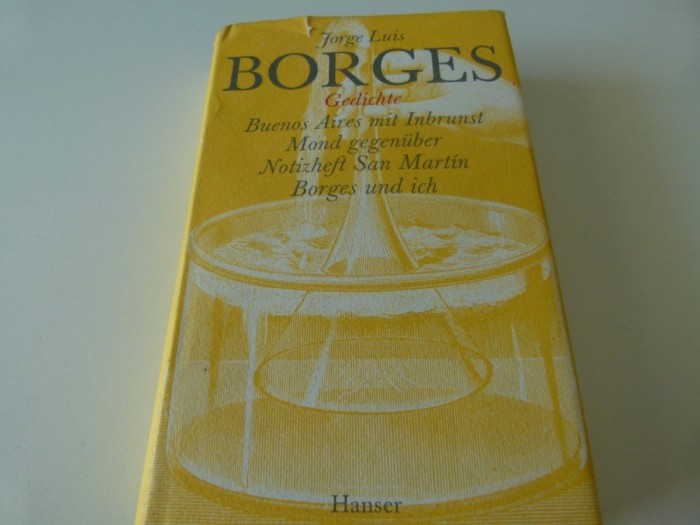 Jorge Luis
BORGES
Gedichte
Buenos Aires mit Inbrunst
Mond gegenüber
Notizheft San Martín
Borges und ich
Hanser